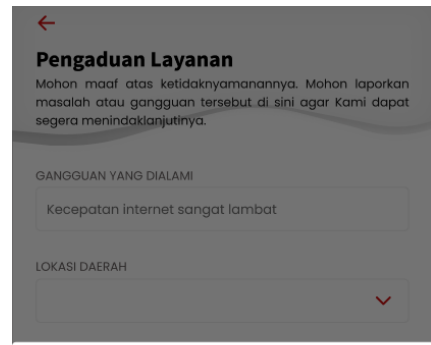 Pengaduan Layanan
Mohon maaf atas ketidaknyamanannya. Mohon laporkan
masalah atau gangguan tersebut di sini agar Kami dapat
segera menindaklanjutinya.
GANGGUAN YANG DIALAMI
Kecepatan internet sangat lambat
LOKASI DAERAH